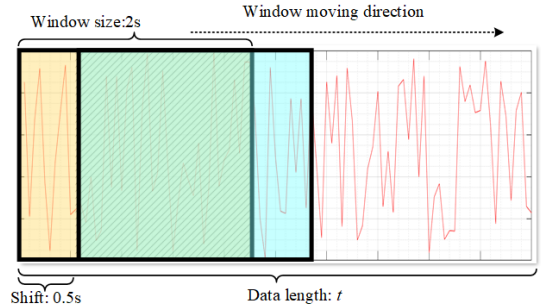 Window size:2s
Window moving direction
Shift: 0.5s
Data length: t